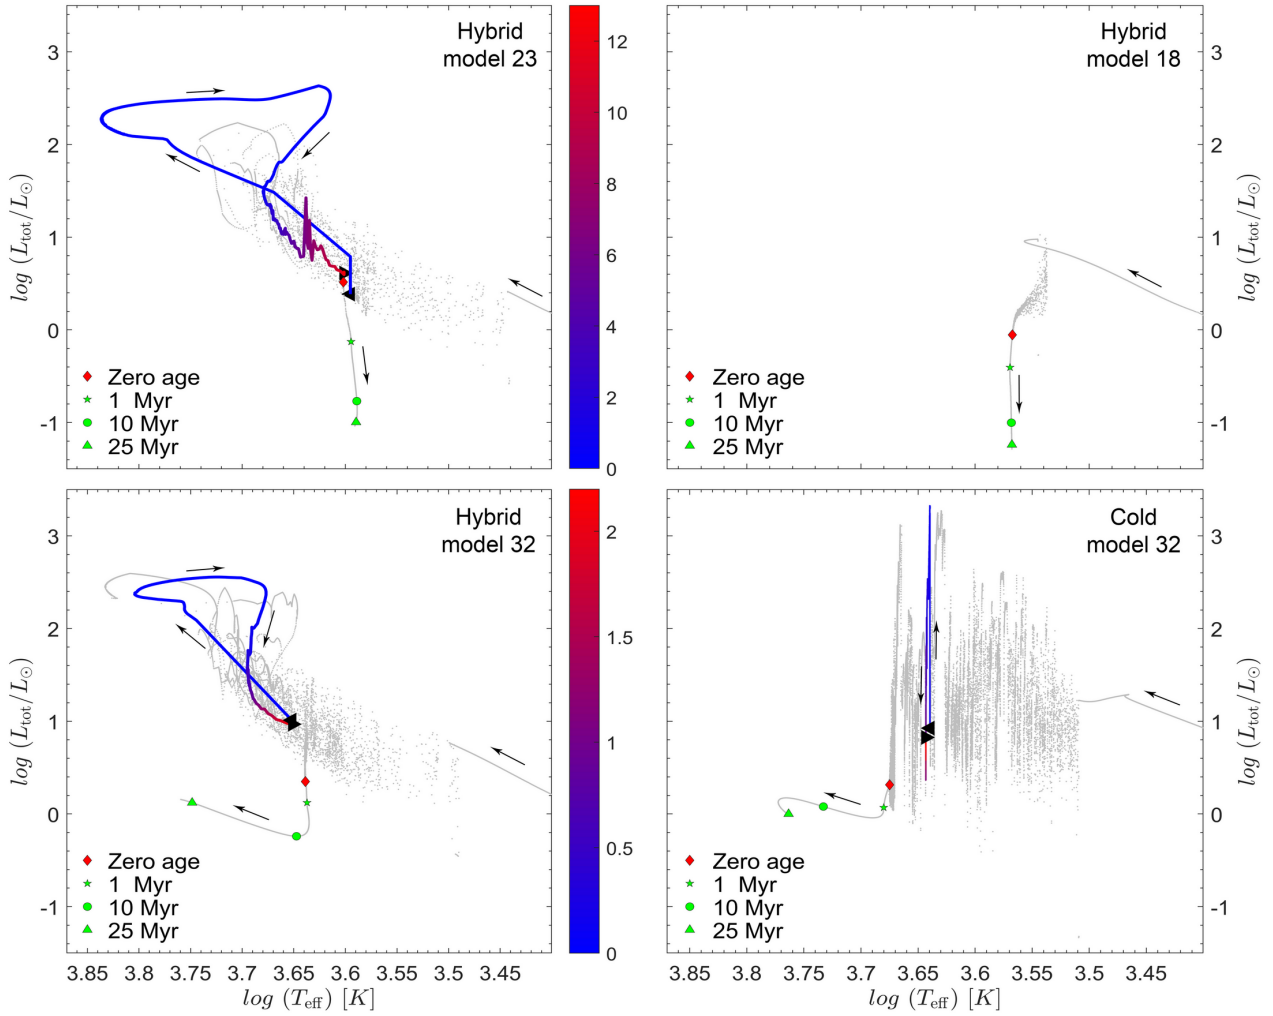 Hybrid
model 23
3
2
1
0
-1
log (L_tot/L_⊙)
Zero age
1 Myr
10 Myr
25 Myr
12
10
8
6
4
2
0
Hybrid
model 18
3
2
1
0
-1
log (L_tot/L_⊙)
Zero age
1 Myr
10 Myr
25 Myr
Hybrid
model 32
3
2
1
0
-1
log (L_tot/L_⊙)
Zero age
1 Myr
10 Myr
25 Myr
3.85 3.8 3.75 3.7 3.65 3.6 3.55 3.5 3.45
log (T_eff) [K]
2
1.5
1
0.5
0
Cold
model 32
3
2
1
0
-1
log (L_tot/L_⊙)
Zero age
1 Myr
10 Myr
25 Myr
3.85 3.8 3.75 3.7 3.65 3.6 3.55 3.5 3.45
log (T_eff) [K]